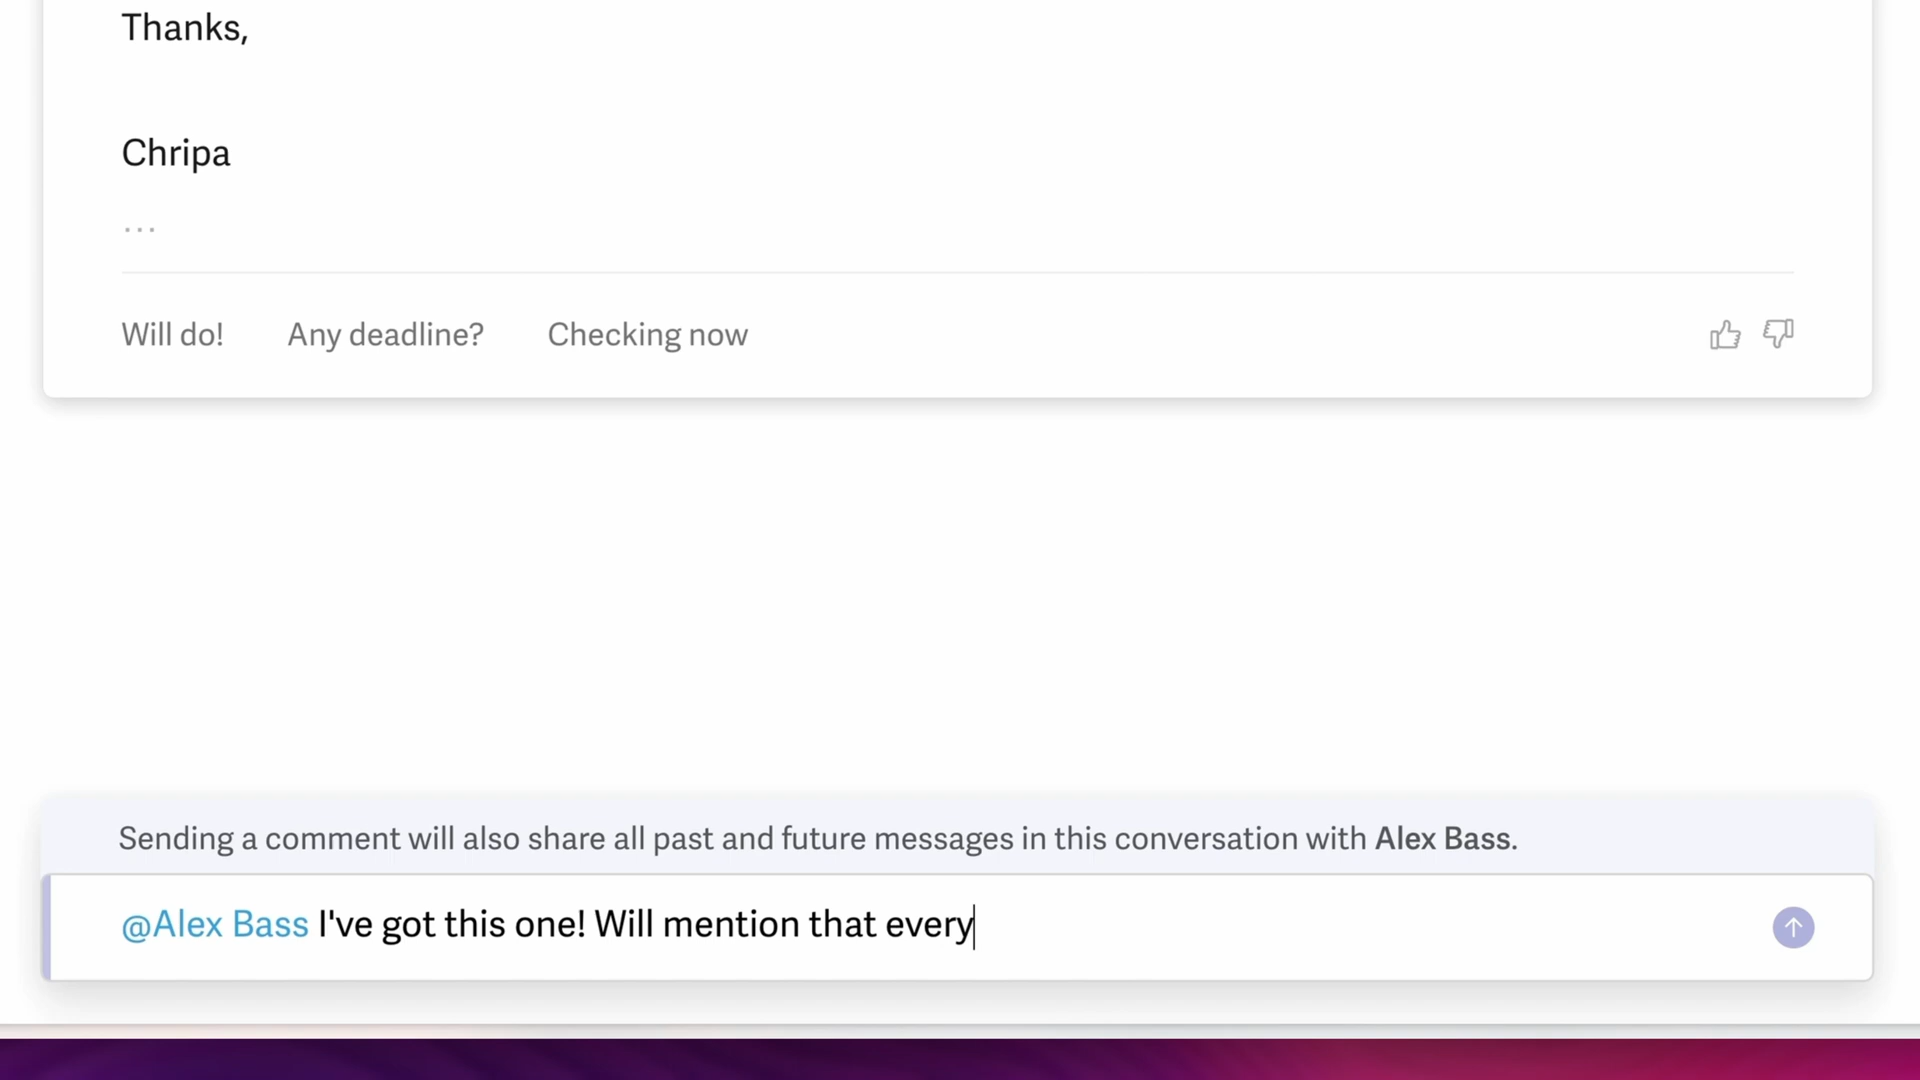 Thanks,
Chripa
...
Will do! Any deadline? Checking now
Sending a comment will also share all past and future messages in this conversation with Alex Bass.
@Alex Bass I've got this one! Will mention that every